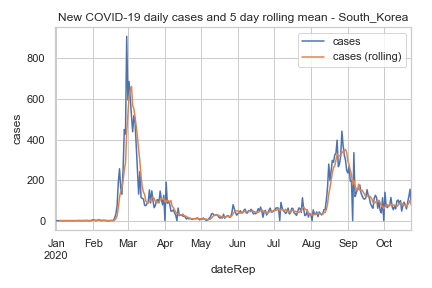 New COVID-19 daily cases and 5 day rolling mean - South_Korea
cases
cases (rolling)
800
600
400
200
0
cases
Jan Feb Mar Apr May Jun Jul Aug Sep Oct
2020
dateRep